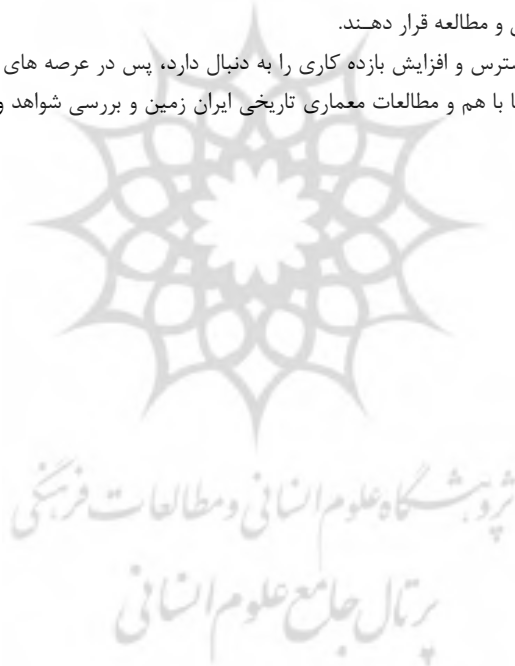 و مطالعه قرار دهـند.
سترس و افزایش بازده کاری را به دنبال دارد، پس در عرصه های
ا با هم و مطالعات معماری تاریخی ایران زمین و بررسی شواهد و
پژوهشگاه علوم انسانی و مطالعات فرهنگی
پرتال جامع علوم انسانی